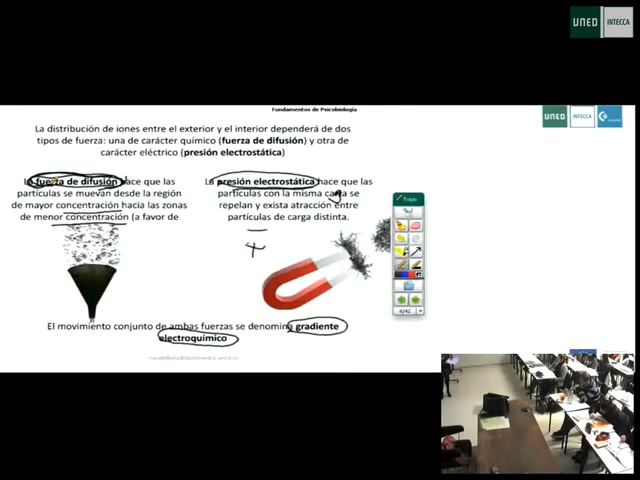 UNED INTECCA
Fundamentos de Psicobiología
UNED INTECCA
La distribución de iones entre el exterior y el interior dependerá de dos
tipos de fuerza: una de carácter químico (fuerza de difusión) y otra de
carácter eléctrico (presión electrostática)
La fuerza de difusión hace que las
partículas se muevan desde la región
de mayor concentración hacia las zonas
de menor concentración (a favor de
La presión electrostática hace que las
partículas con la misma carga se
repelan y exista atracción entre
partículas de carga distinta.
Trazo
6/42
El movimiento conjunto de ambas fuerzas se denomina gradiente
electroquímico